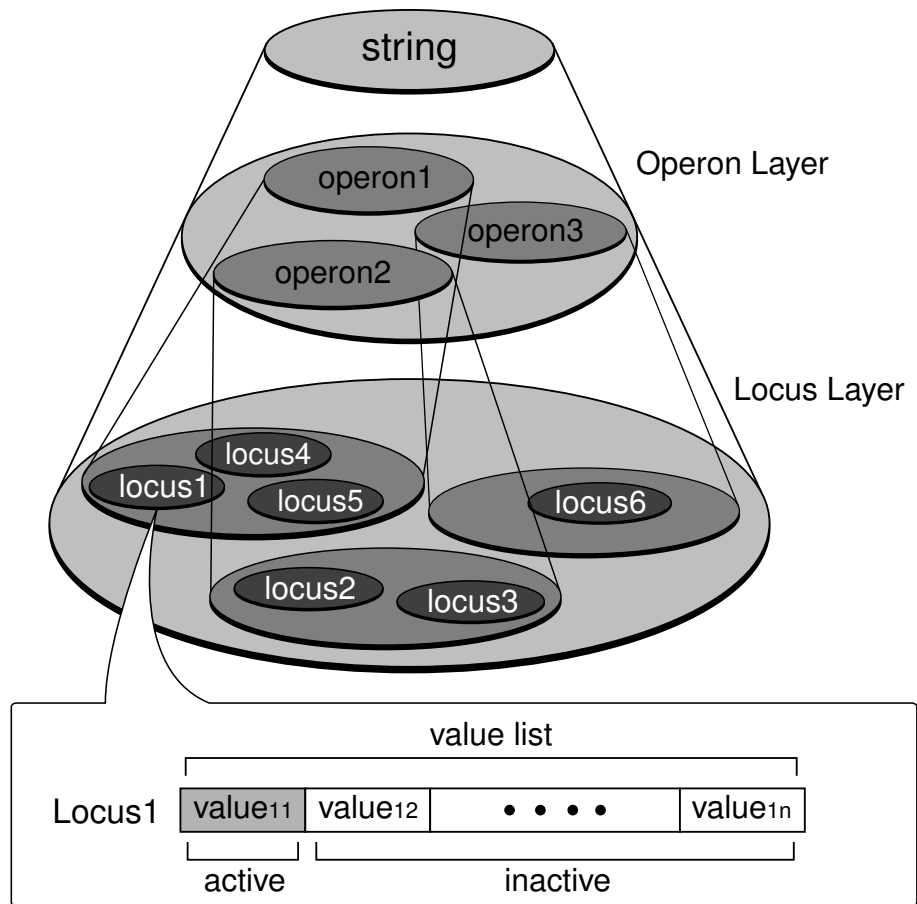 string
Operon Layer
operon1
operon3
operon2
Locus Layer
locus4
locus1
locus5
locus6
locus2
locus3
value list
Locus1 value11 value12 • • • • value1n
active inactive